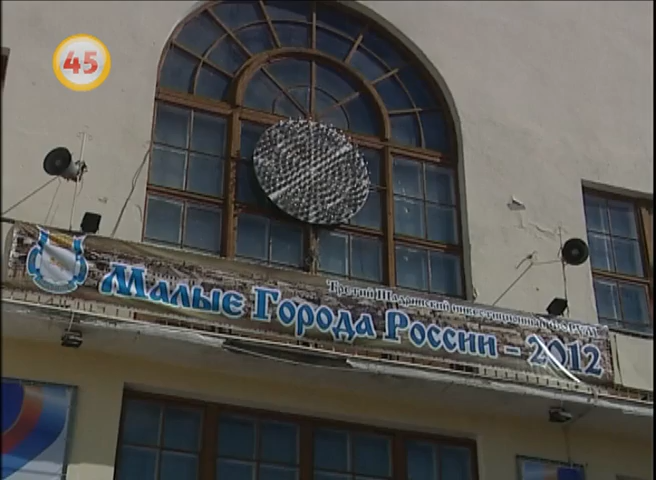 45
Третий Шадринский инвестиционный форум
Малые Города России - 2012